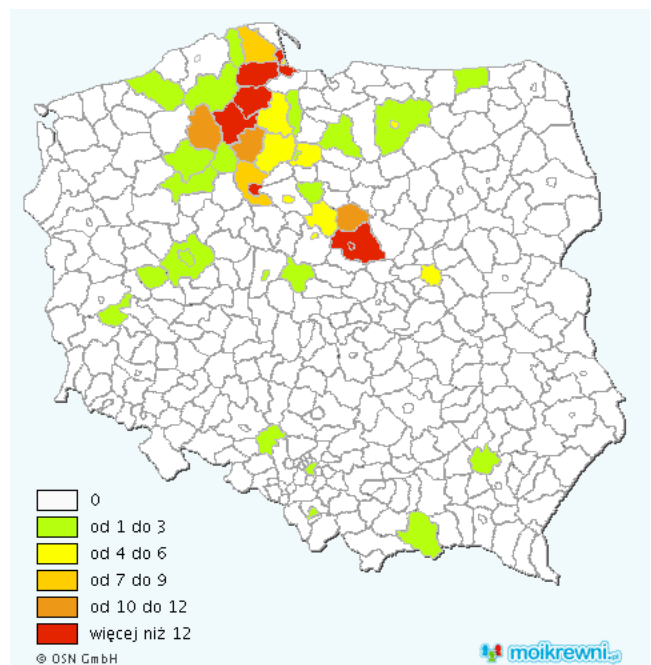 0
od 1 do 3
od 4 do 6
od 7 do 9
od 10 do 12
więcej niż 12
© OSN GmbH
moikrewni.pl